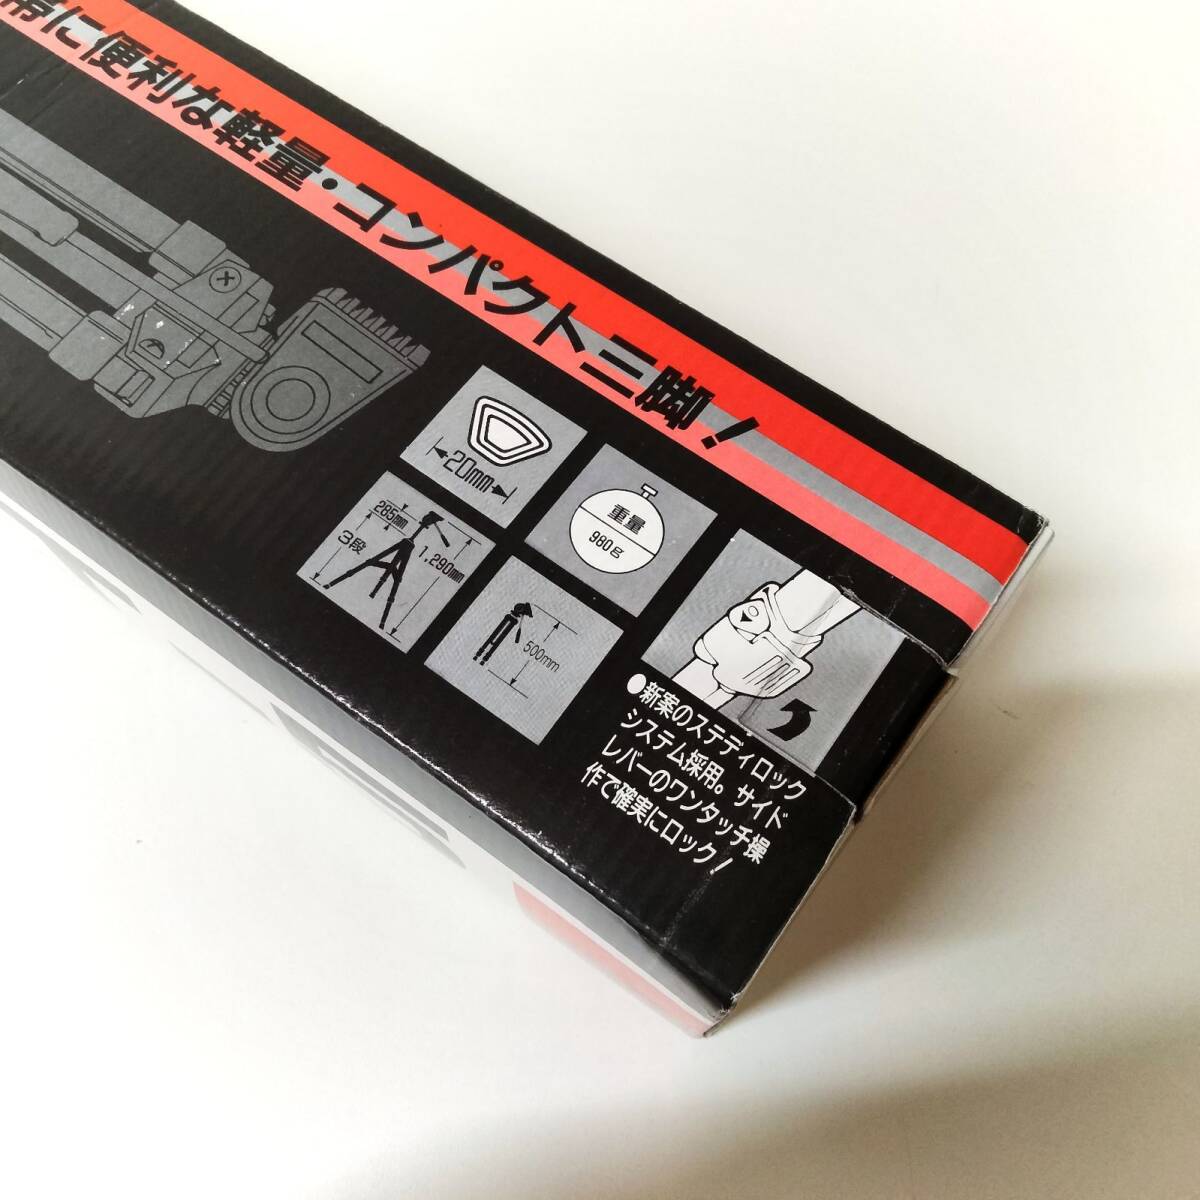 帯に便利な軽量・コンパクト三脚!
20mm
重量
980g
285mm
3段
1,290mm
500mm
●新案のステディロック
システム採用。サイド
レバーのワンタッチ操
作で確実にロック!